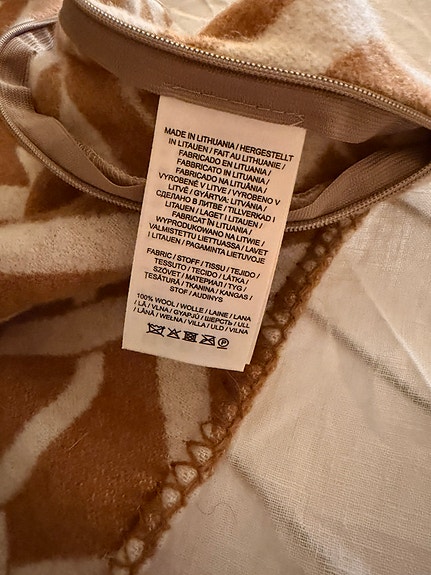 MADE IN LITHUANIA / HERGESTELLT
IN LITAUEN / FAIT AU LITHUANIE /
FABRICADO EN LITUANIA /
FABBRICATO IN LITUANIA /
FABRICADO NA LITUÂNIA /
VYROBENÉ V LITVE / VYROBENO V
LITVĚ / GYÁRTVA: LITVÁNIA /
СДЕЛАНО В ЛИТВЕ / TILLVERKAD I
LITAUEN / LAGET I LITAUEN /
FABRICAT ÎN LITUANIA /
WYPRODUKOWANO NA LITWIE /
VALMISTETTU LIETTUASSA / LAVET
I LITAUEN / PAGAMINTA LIETUVOJE
FABRIC / STOFF / TISSU / TEJIDO /
TESSUTO / TECIDO / LÁTKA /
SZÖVET / МАТЕРИАЛ / TYG /
ȚESĂTURĂ / TKANINA / KANGAS /
STOF / AUDINYS
100% WOOL / WOLLE / LAINE / LANA
/ LÃ / VLNA / GYAPJÚ / ШЕРСТЬ / ULL
/ LÂNĂ / WEŁNA / VILLA / ULD / VILNA